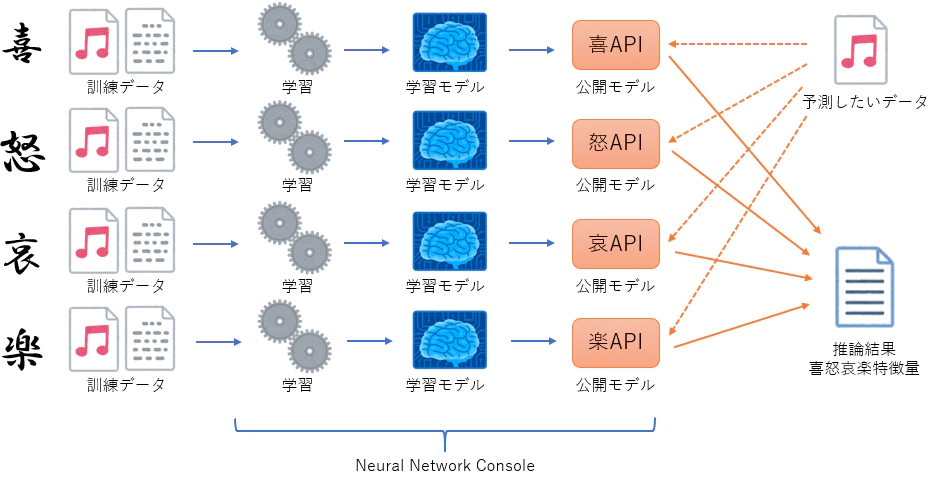 喜
訓練データ
学習
学習モデル
喜API
公開モデル
予測したいデータ
怒
訓練データ
学習
学習モデル
怒API
公開モデル
哀
訓練データ
学習
学習モデル
哀API
公開モデル
楽
訓練データ
学習
学習モデル
楽API
公開モデル
推論結果
喜怒哀楽特徴量
Neural Network Console